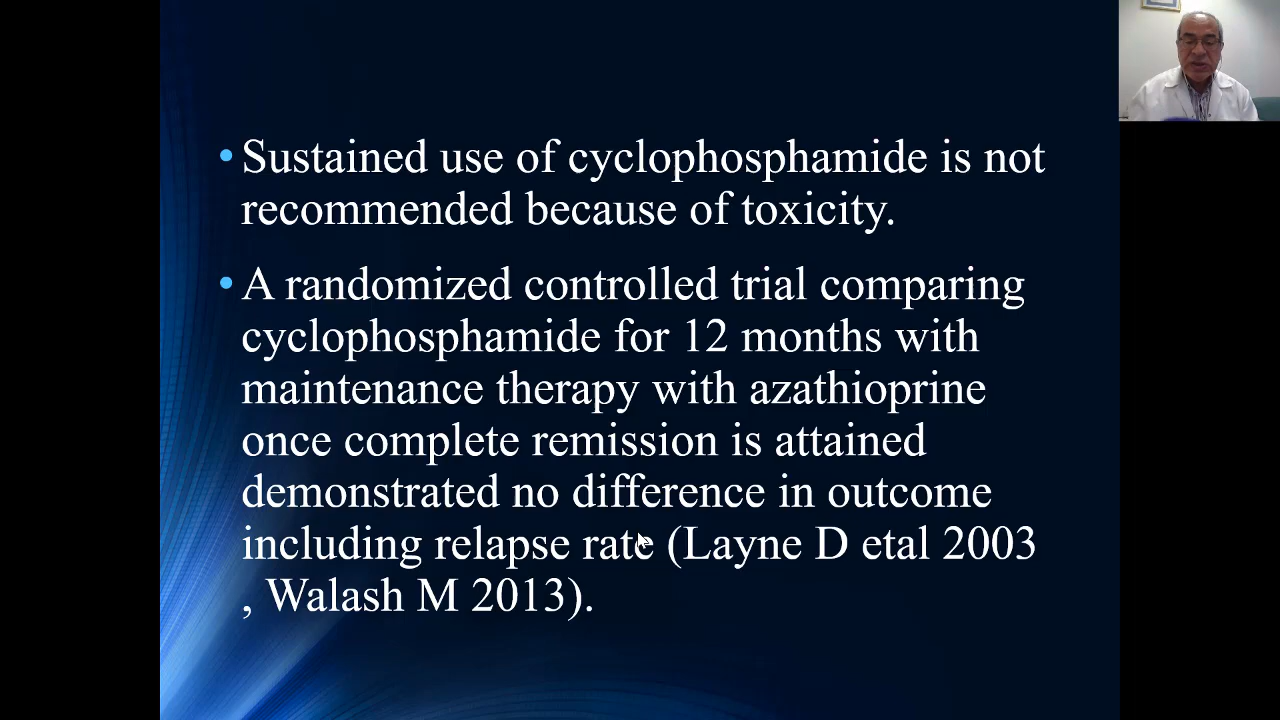 • Sustained use of cyclophosphamide is not
recommended because of toxicity.
• A randomized controlled trial comparing
cyclophosphamide for 12 months with
maintenance therapy with azathioprine
once complete remission is attained
demonstrated no difference in outcome
including relapse rate (Layne D etal 2003
, Walash M 2013).